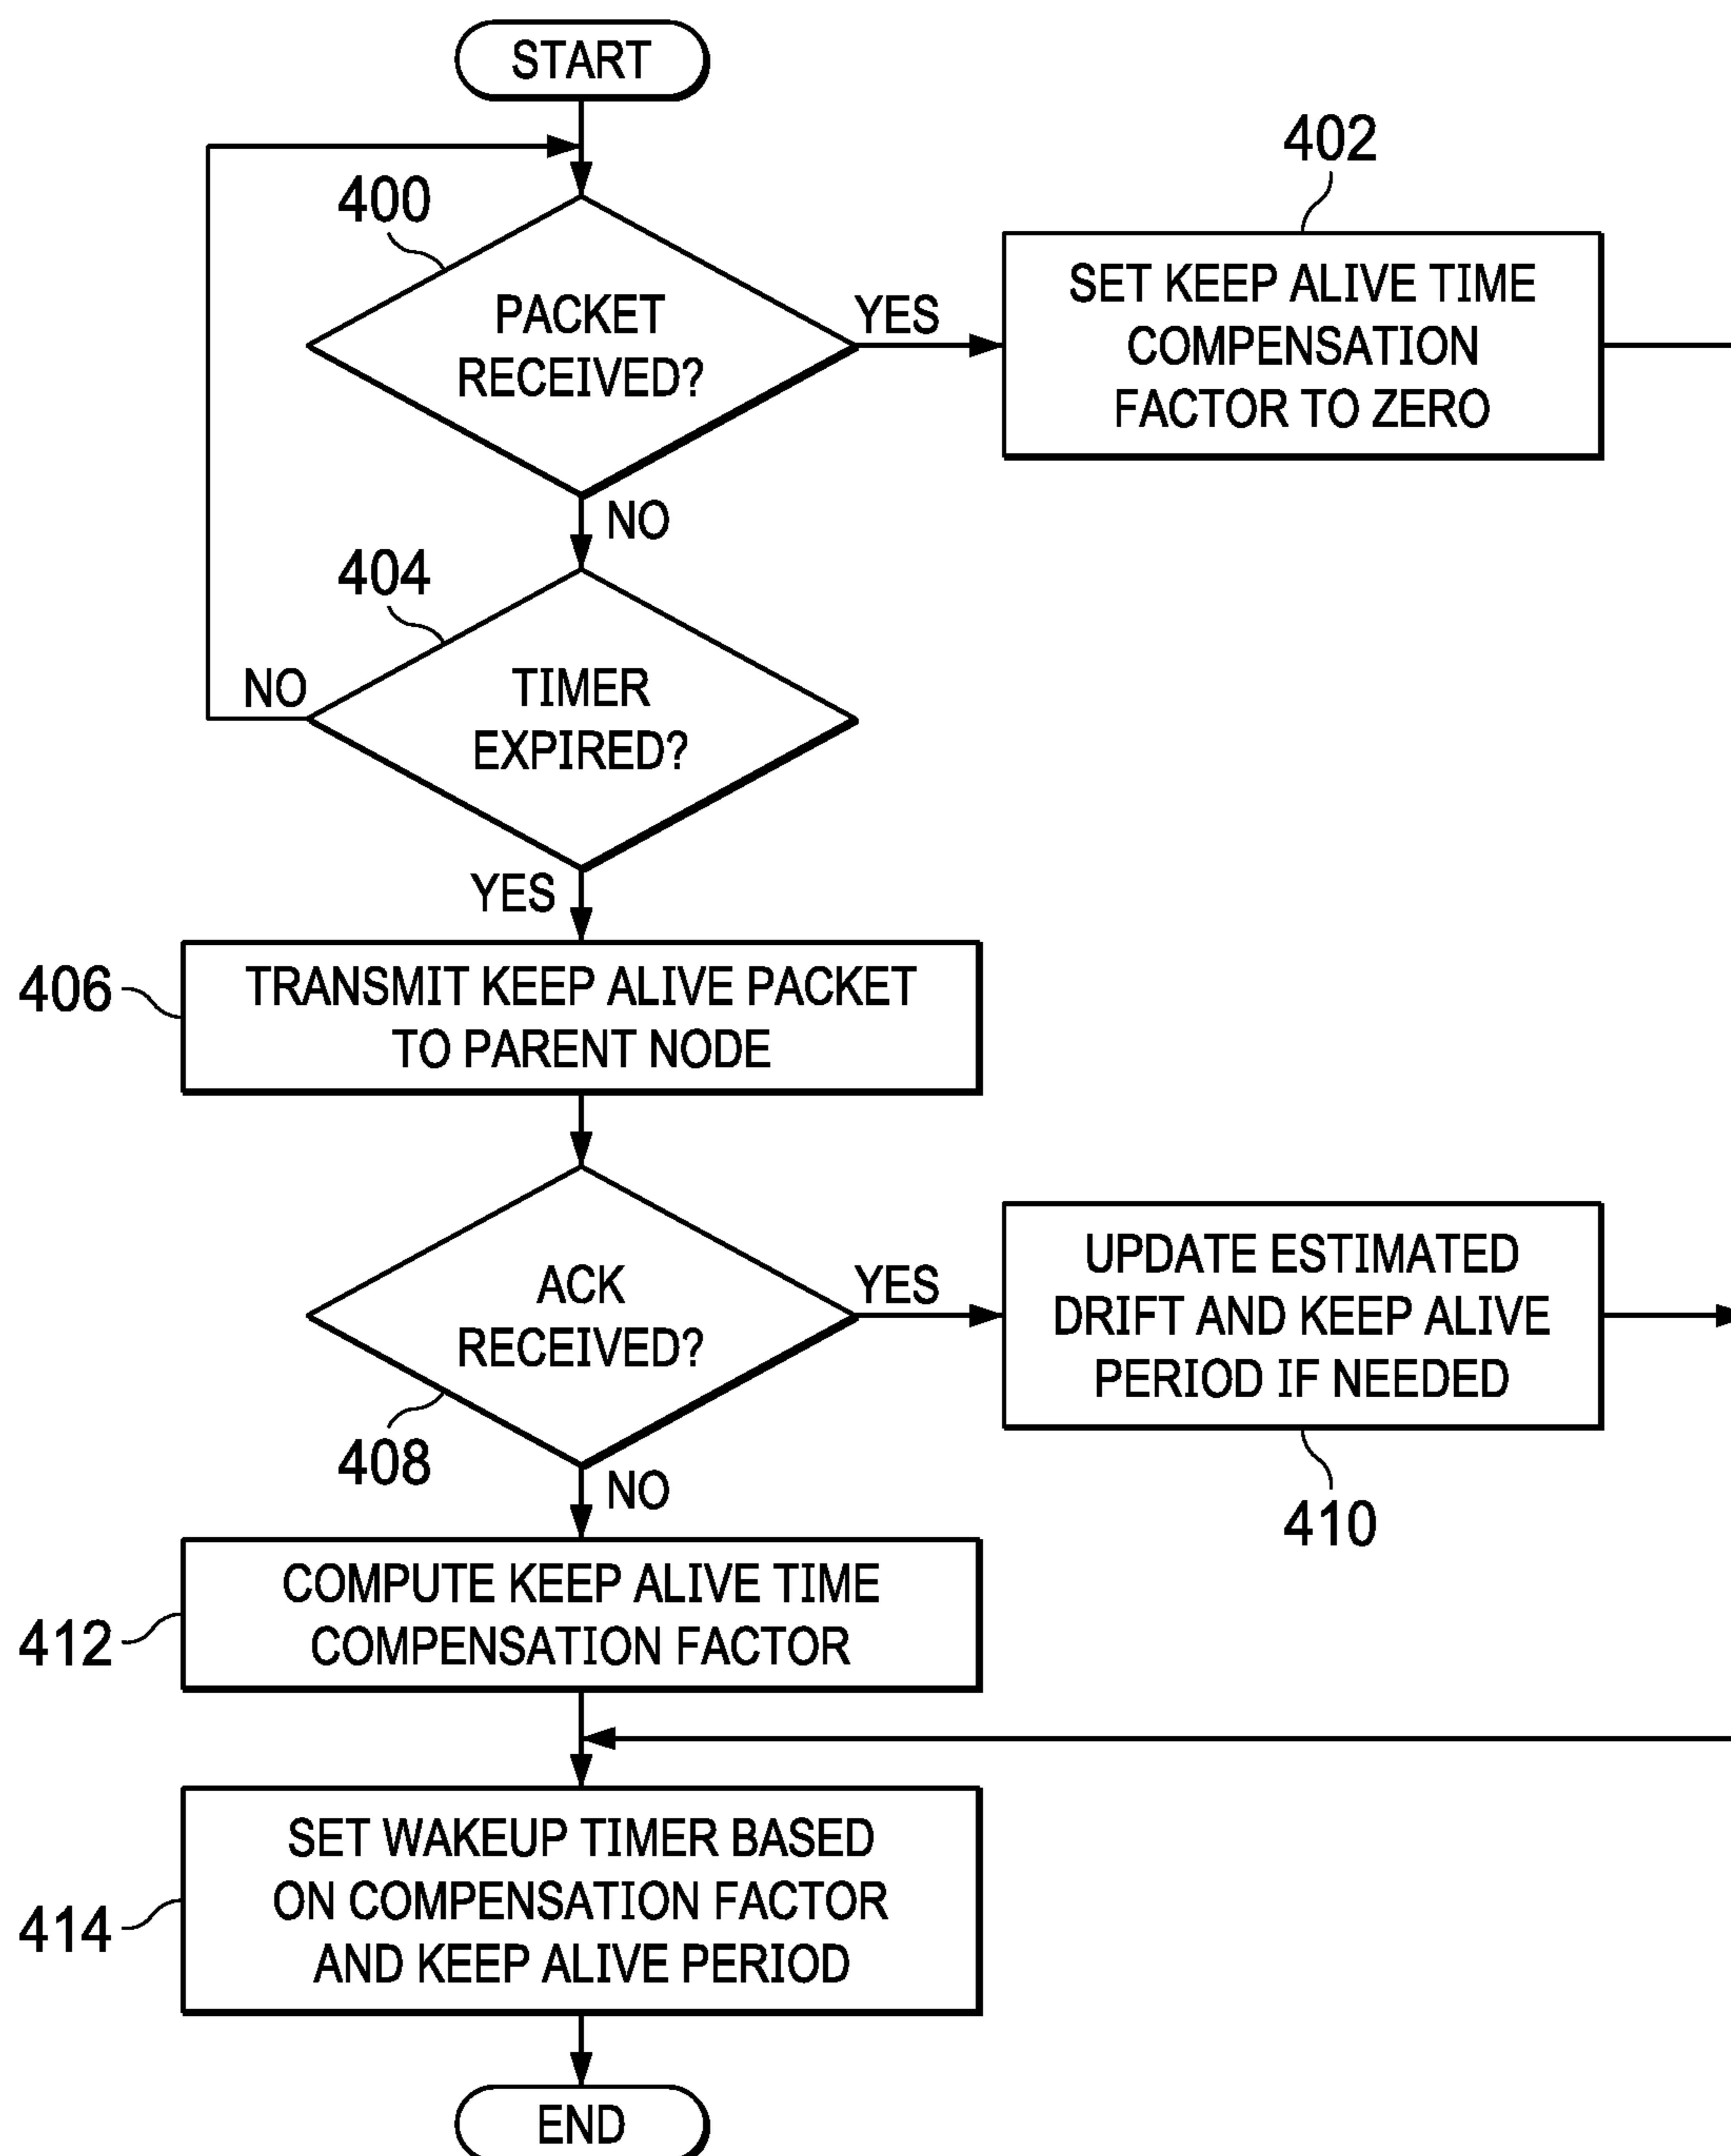 START
400
PACKET
RECEIVED?
YES
402
SET KEEP ALIVE TIME
COMPENSATION
FACTOR TO ZERO
NO
404
TIMER
EXPIRED?
NO
YES
406
TRANSMIT KEEP ALIVE PACKET
TO PARENT NODE
ACK
RECEIVED?
408
YES
UPDATE ESTIMATED
DRIFT AND KEEP ALIVE
PERIOD IF NEEDED
410
NO
412
COMPUTE KEEP ALIVE TIME
COMPENSATION FACTOR
414
SET WAKEUP TIMER BASED
ON COMPENSATION FACTOR
AND KEEP ALIVE PERIOD
END